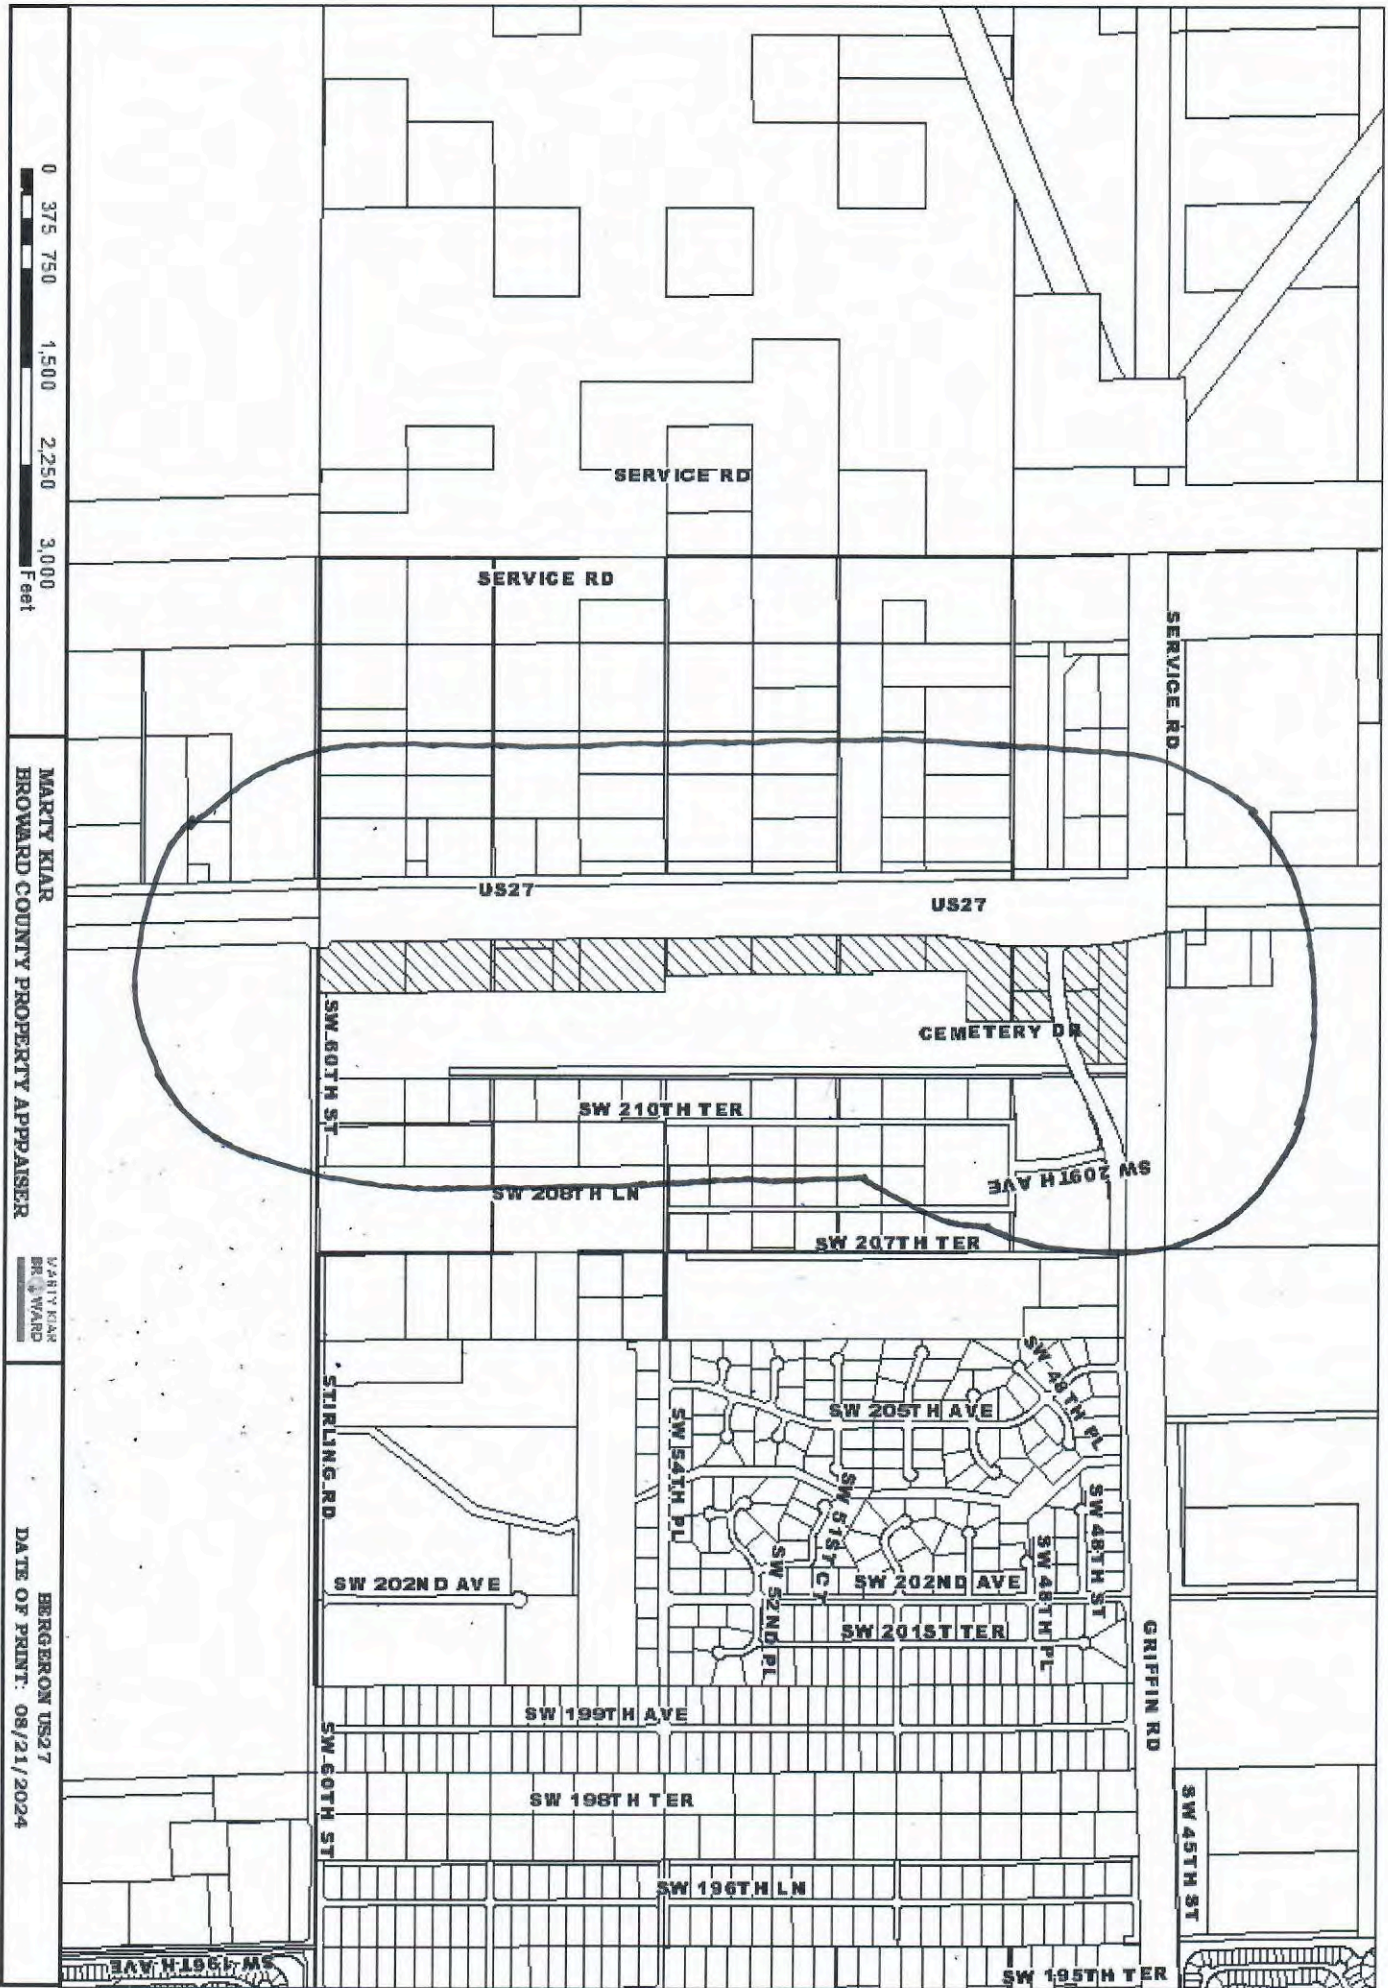 SERVICE RD
SERVICE RD
SERVICE RD
US27
US27
CEMETERY DR
SW 60TH ST
SW 210TH TER
SW 209TH AVE
SW 208TH LN
SW 207TH TER
SW 48TH PL
SW 205TH AVE
STIRLING RD
SW 54TH PL
SW 51ST CT
SW 48TH ST
SW 48TH PL
SW 52ND PL
SW 202ND AVE
SW 202ND AVE
SW 201ST TER
GRIFFIN RD
SW 199TH AVE
SW 60TH ST
SW 198TH TER
SW 45TH ST
SW 196TH LN
SW 196TH AVE
SW 195TH TER
0 375 750 1,500 2,250 3,000
Feet
MARTY KIAR
BROWARD COUNTY PROPERTY APPRAISER
MARTY KIAR
BROWARD
BERGERON US27
DATE OF PRINT: 08/21/2024